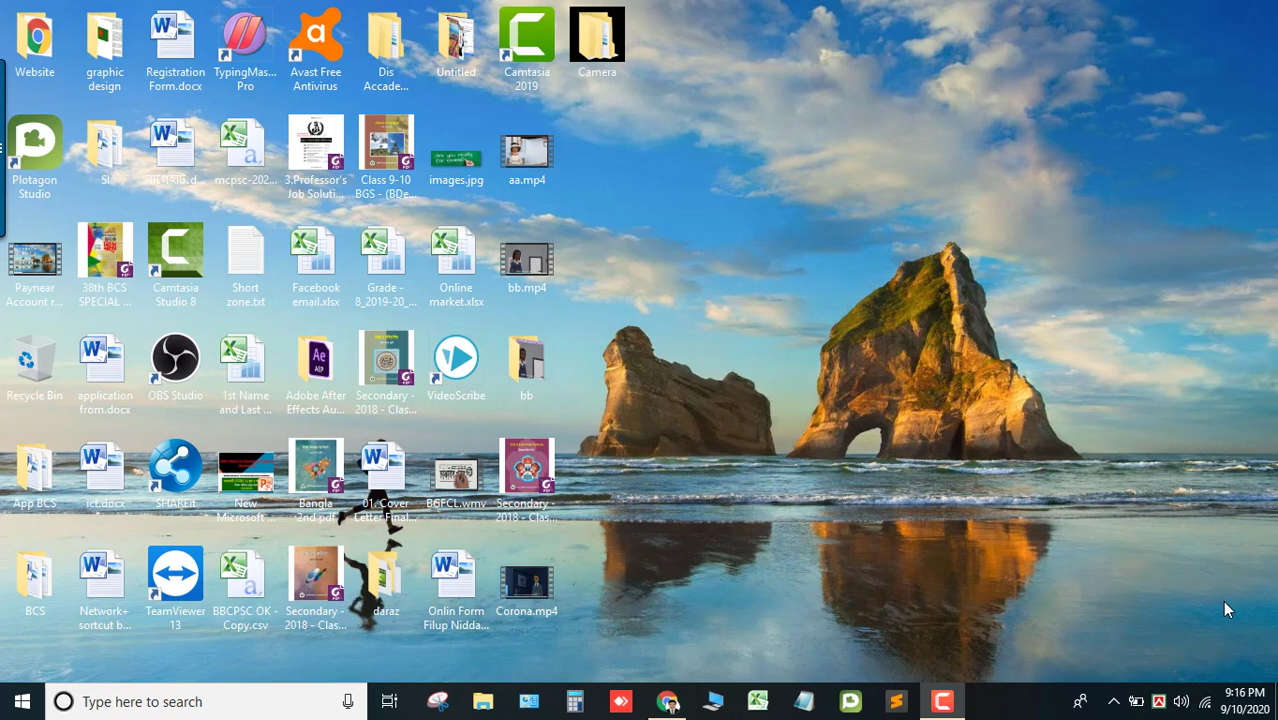 Website
graphic
design
Registration
Form.docx
TypingMas...
Pro
Avast Free
Antivirus
Dis
Accade...
Untitled
Camtasia
2019
Camera
Plotagon
Studio
mcpsc-202...
3.Professor's
Job Soluti...
Class 9-10
BGS - (BDe...
images.jpg
aa.mp4
Paynear
Account r...
38th BCS
SPECIAL ...
Camtasia
Studio 8
Short
zone.txt
Facebook
email.xlsx
Grade -
8_2019-20_...
Online
market.xlsx
bb.mp4
Recycle Bin
application
from.docx
OBS Studio
1st Name
and Last ...
Adobe After
Effects Au...
Secondary -
2018 - Clas...
VideoScribe
bb
App BCS
ict.docx
SHAREit
New
Microsoft ...
Bangla
2nd.pdf
01. Cover
Letter Final...
BGFCL.wmv
Secondary -
2018 - Clas...
BCS
Network+
sortcut b...
TeamViewer
13
BBCPSC OK -
Copy.csv
Secondary -
2018 - Clas...
daraz
Onlin Form
Filup Nidda...
Corona.mp4
Type here to search
9:16 PM
9/10/2020